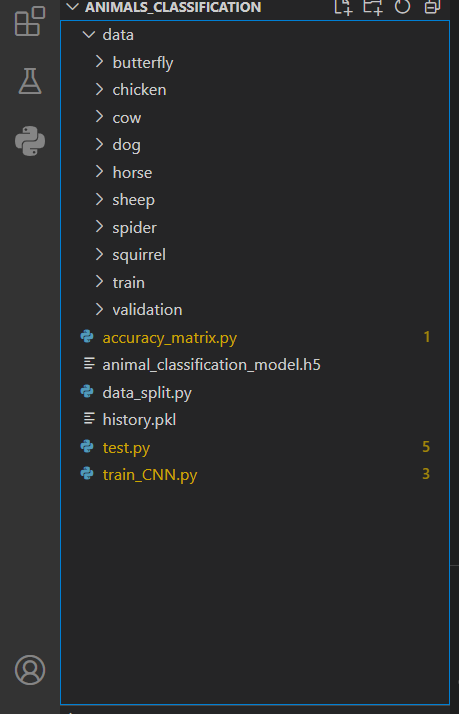 ANIMALS_CLASSIFICATION
data
butterfly
chicken
cow
dog
horse
sheep
spider
squirrel
train
validation
accuracy_matrix.py 1
animal_classification_model.h5
data_split.py
history.pkl
test.py 5
train_CNN.py 3